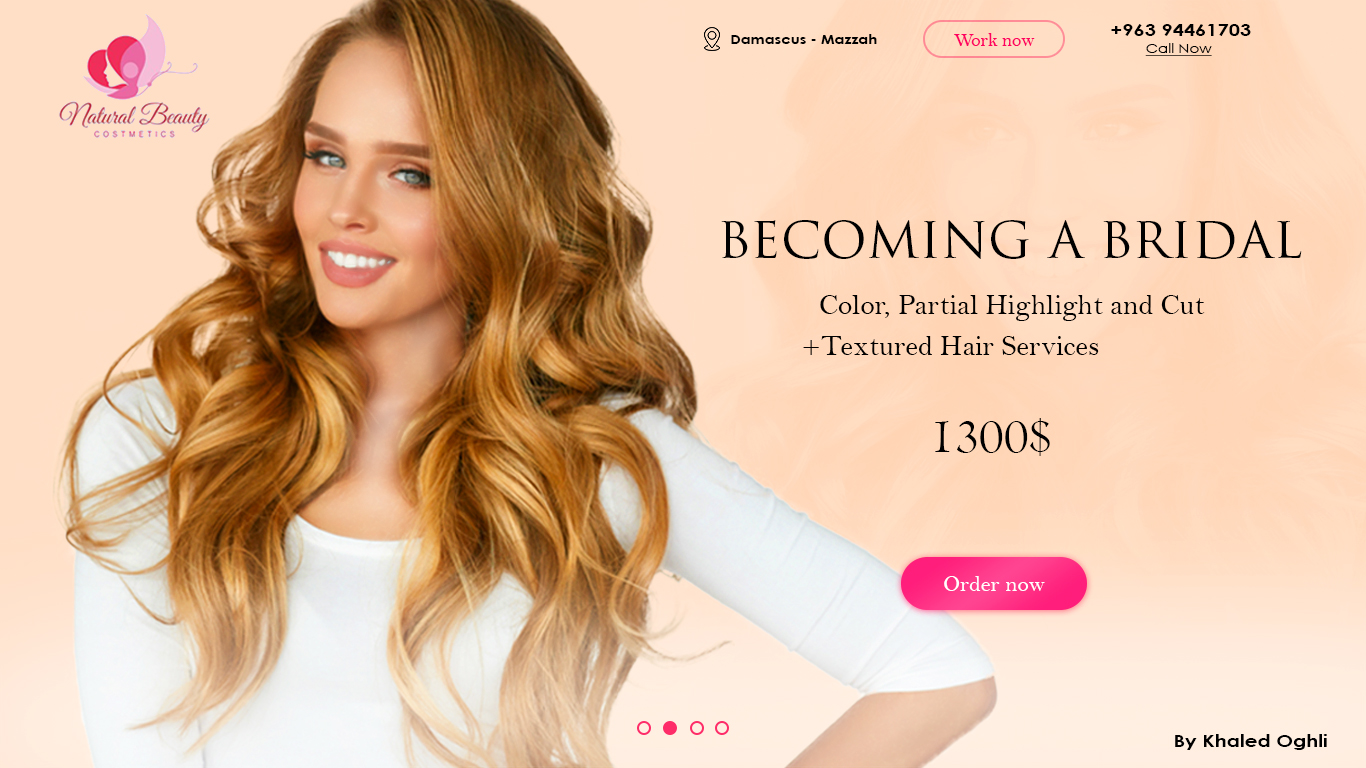 Natural Beauty
COSTMETICS
Damascus - Mazzah
Work now
+963 94461703
Call Now
BECOMING A BRIDAL
Color, Partial Highlight and Cut
+Textured Hair Services
1300$
Order now
By Khaled Oghli